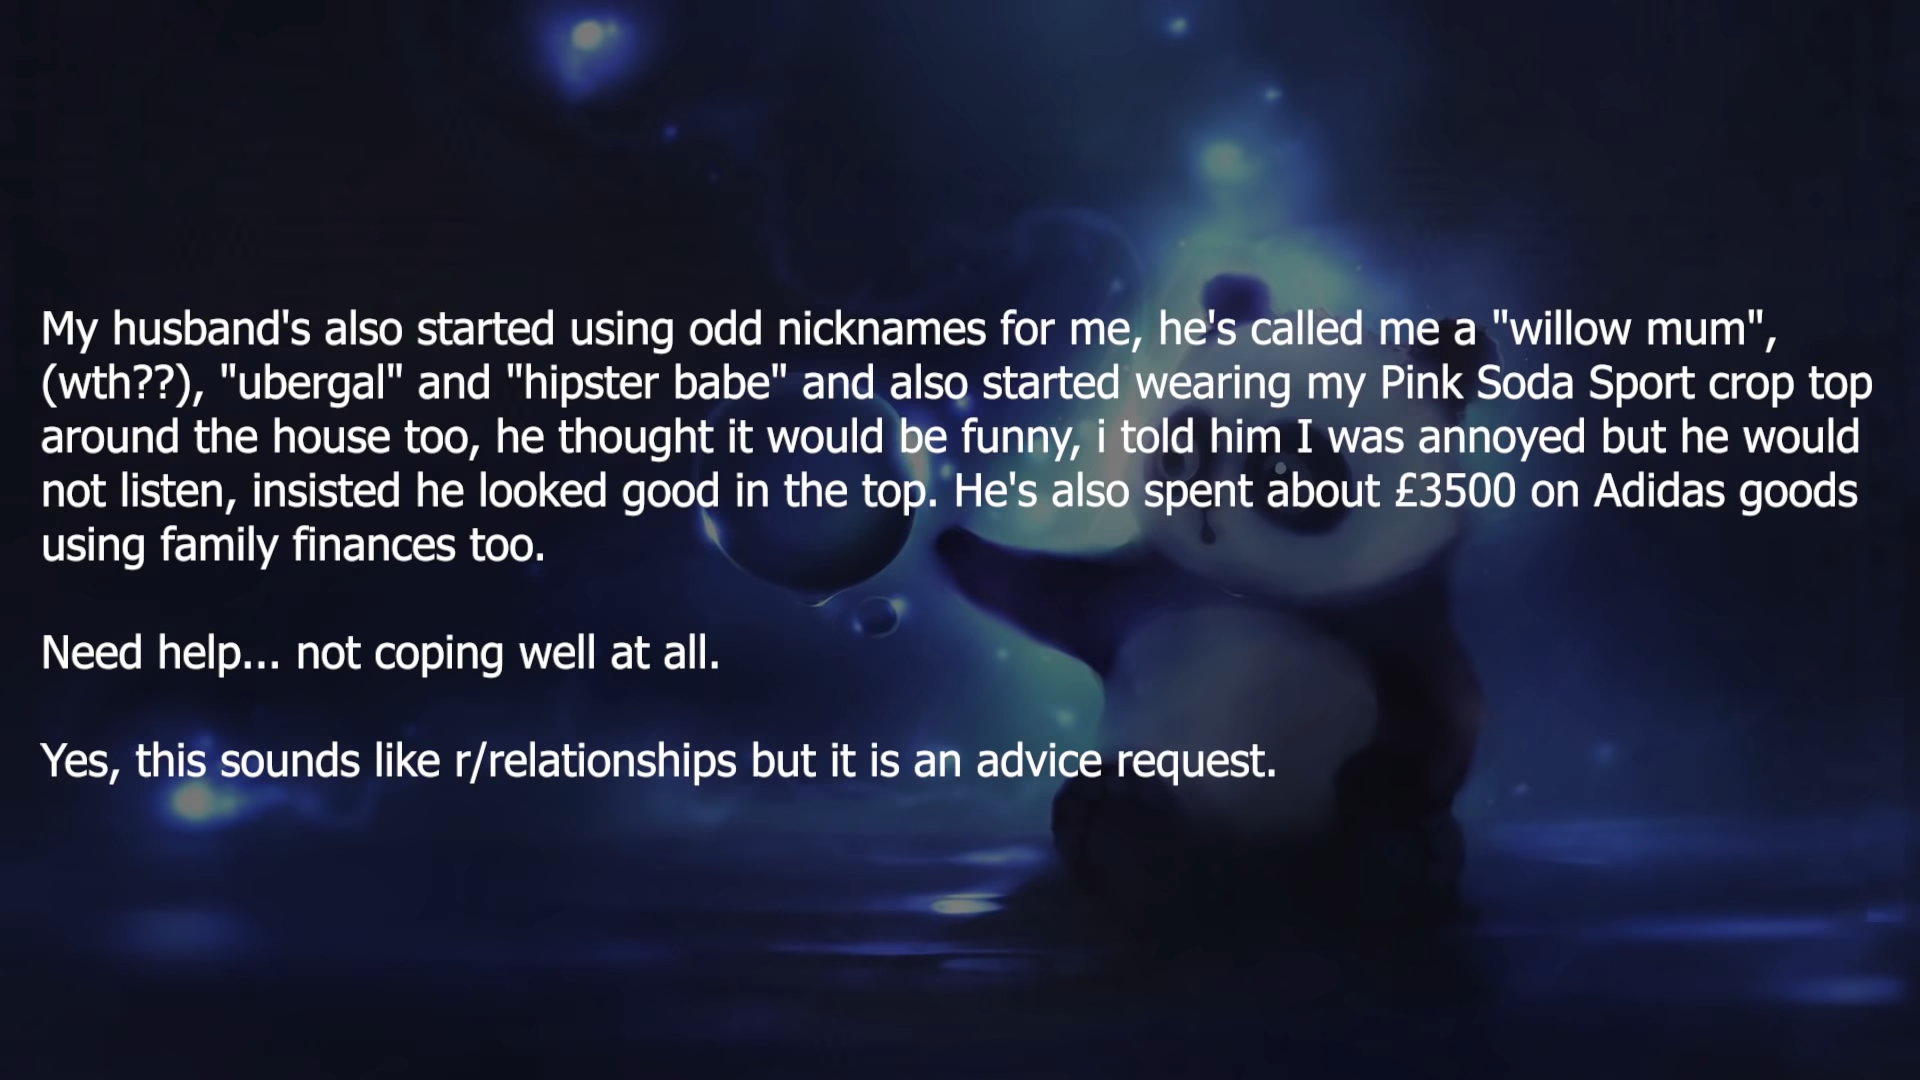 My husband's also started using odd nicknames for me, he's called me a "willow mum",
(wth??), "ubergal" and "hipster babe" and also started wearing my Pink Soda Sport crop top
around the house too, he thought it would be funny, i told him I was annoyed but he would
not listen, insisted he looked good in the top. He's also spent about £3500 on Adidas goods
using family finances too.
Need help... not coping well at all.
Yes, this sounds like r/relationships but it is an advice request.